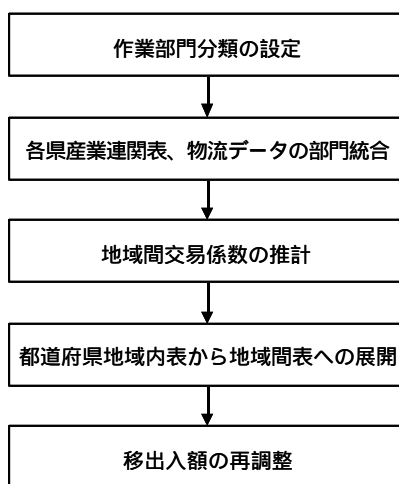 作業部門分類の設定
各県産業連関表、物流データの部門統合
地域間交易係数の推計
都道府県地域内表から地域間表への展開
移出入額の再調整